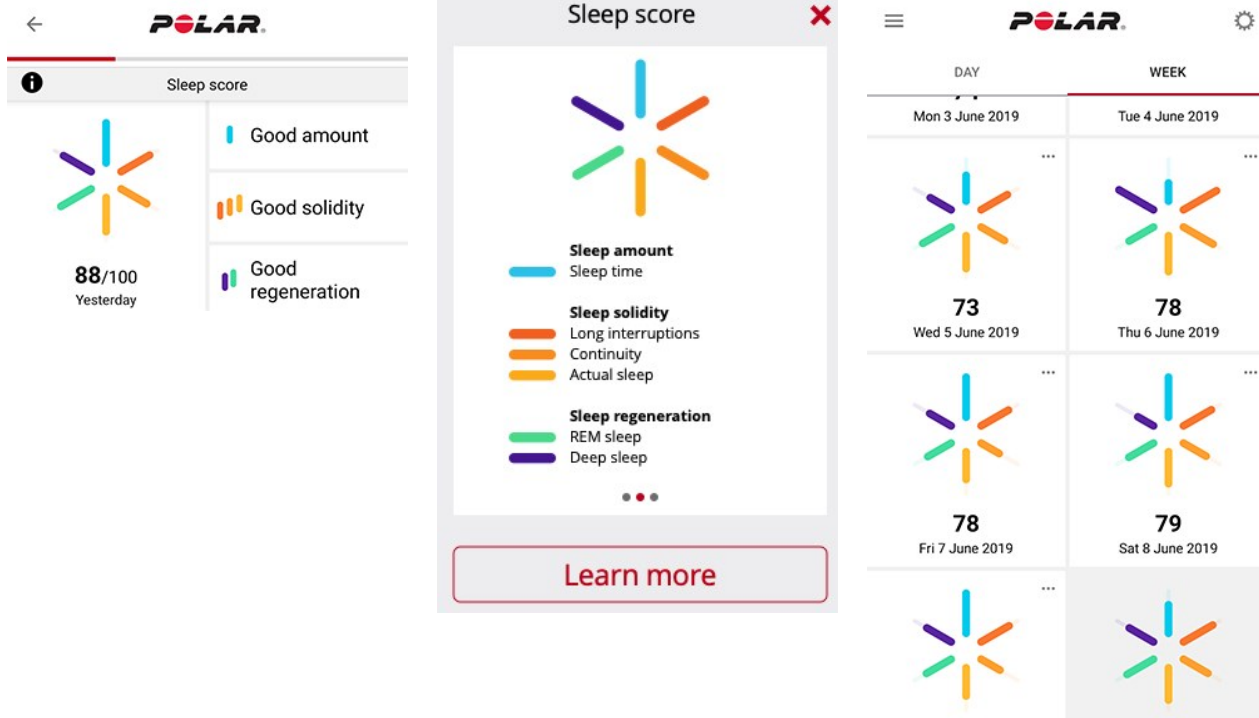 POLAR.
Sleep score
Good amount
Good solidity
Good
regeneration
88/100
Yesterday
Sleep score
Sleep amount
Sleep time
Sleep solidity
Long interruptions
Continuity
Actual sleep
Sleep regeneration
REM sleep
Deep sleep
Learn more
POLAR.
DAY WEEK
Mon 3 June 2019 Tue 4 June 2019
73 78
Wed 5 June 2019 Thu 6 June 2019
78 79
Fri 7 June 2019 Sat 8 June 2019